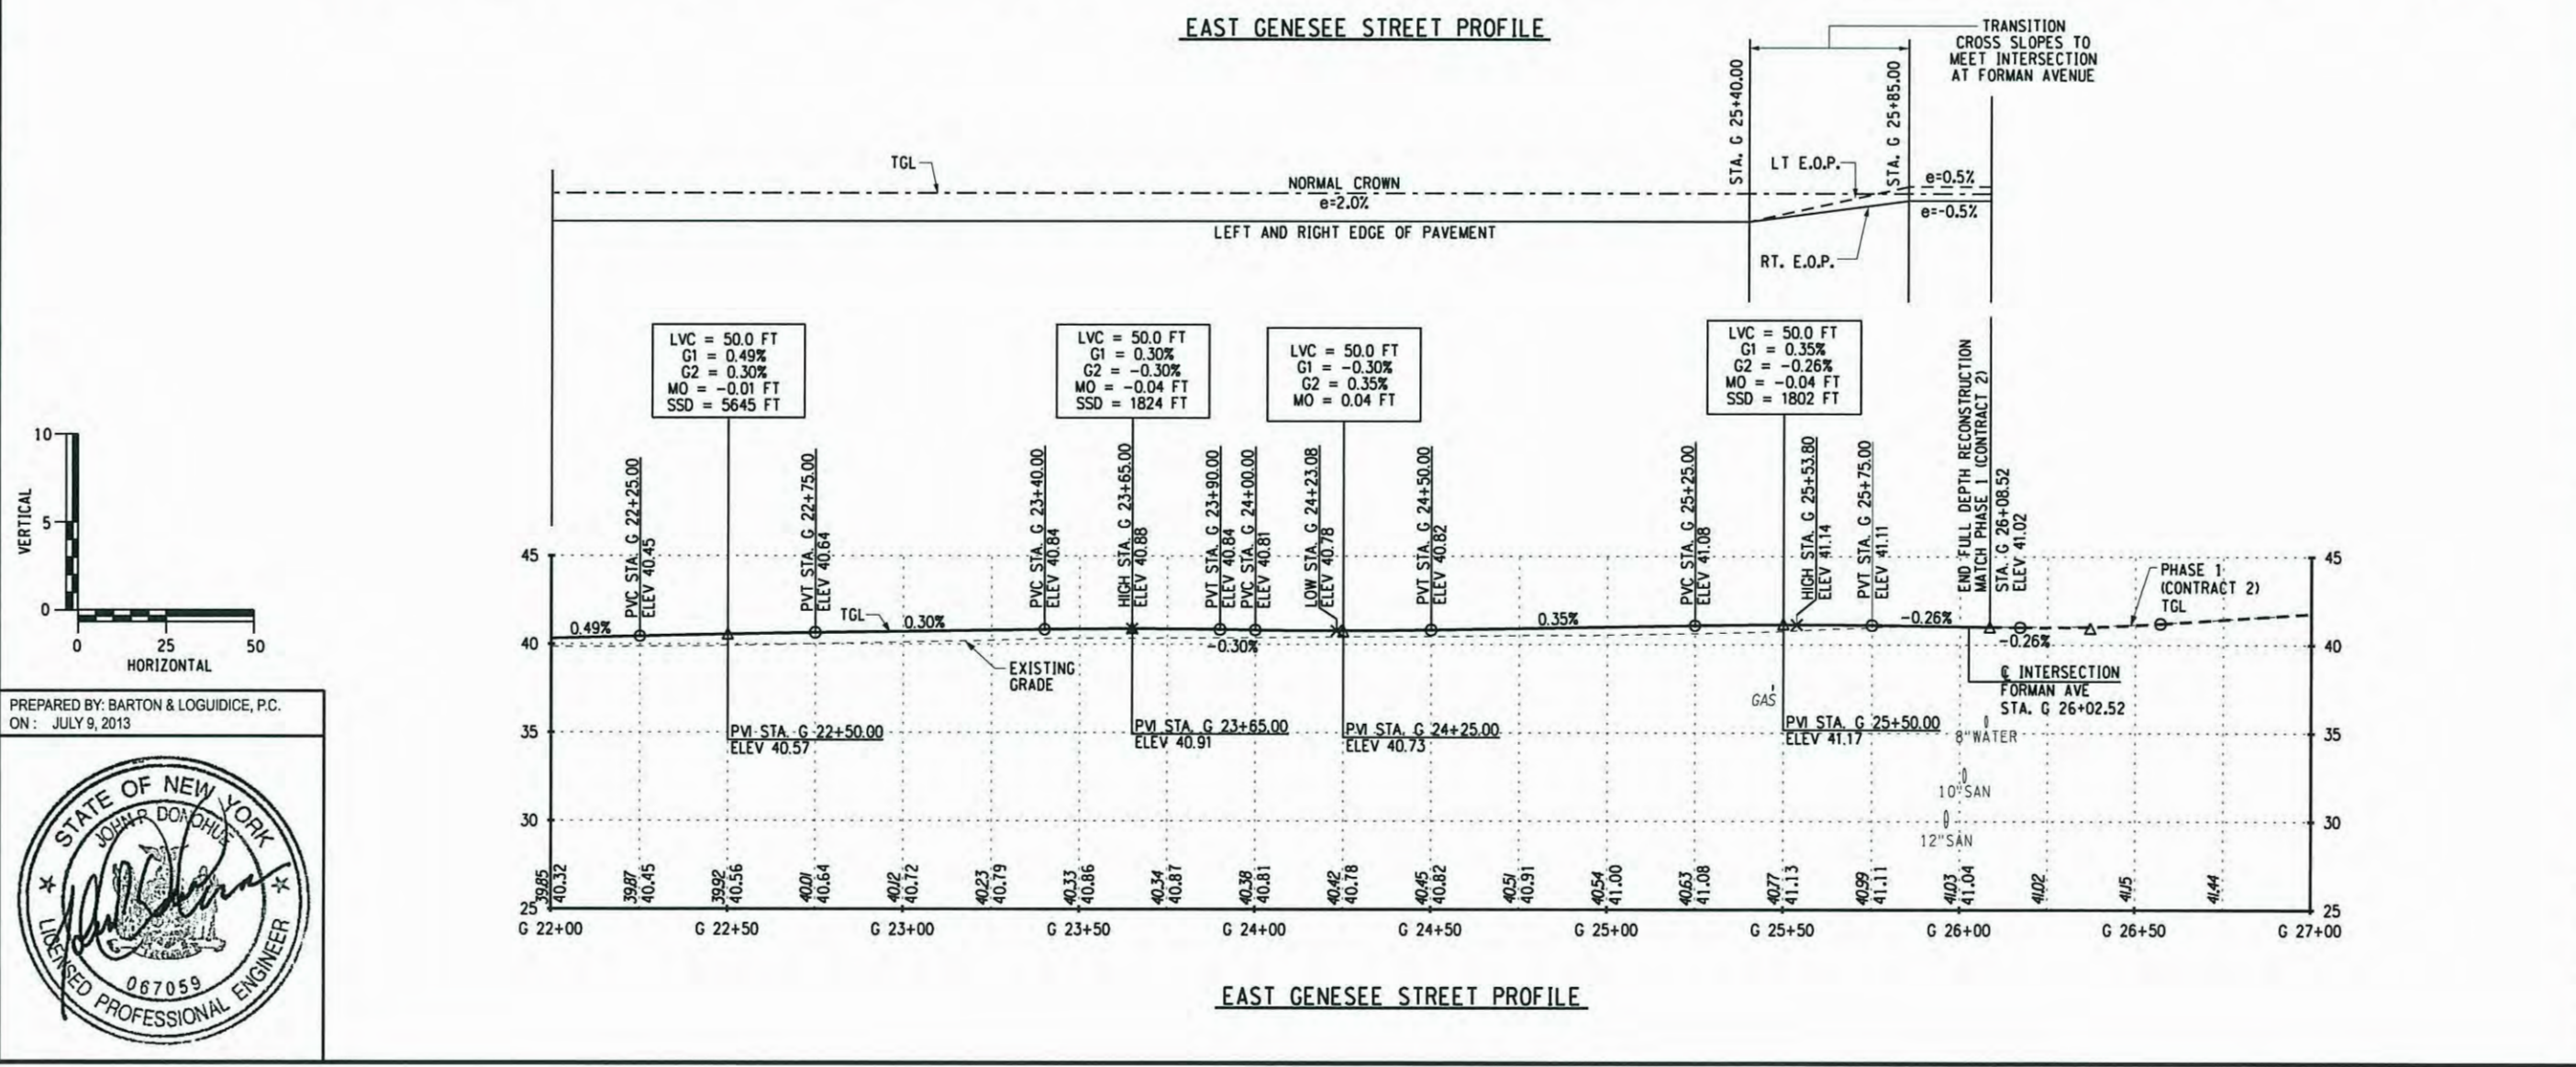 EAST GENESEE STREET PROFILE
TRANSITION
CROSS SLOPES TO
MEET INTERSECTION
AT FORMAN AVENUE
STA. G 25+40.00
STA. G 25+85.00
TGL
NORMAL CROWN
e=2.0%
LT E.O.P.
e=0.5%
e=-0.5%
LEFT AND RIGHT EDGE OF PAVEMENT
RT. E.O.P.
LVC = 50.0 FT
G1 = 0.49%
G2 = 0.30%
MO = -0.01 FT
SSD = 5645 FT
LVC = 50.0 FT
G1 = 0.30%
G2 = -0.30%
MO = -0.04 FT
SSD = 1824 FT
LVC = 50.0 FT
G1 = -0.30%
G2 = 0.35%
MO = 0.04 FT
LVC = 50.0 FT
G1 = 0.35%
G2 = -0.26%
MO = -0.04 FT
SSD = 1802 FT
PVC STA. G 22+25.00
ELEV 40.45
PVT STA. G 22+75.00
ELEV 40.64
PVC STA. G 23+40.00
ELEV 40.84
HIGH STA. G 23+65.00
ELEV 40.88
PVT STA. G 23+90.00
ELEV 40.84
PVC STA. G 24+00.00
ELEV 40.81
LOW STA. G 24+23.08
ELEV 40.78
PVT STA. G 24+50.00
ELEV 40.82
PVC STA. G 25+25.00
ELEV 41.08
HIGH STA. G 25+53.80
ELEV 41.14
PVT STA. G 25+75.00
ELEV 41.11
END FULL DEPTH RECONSTRUCTION
MATCH PHASE 1 (CONTRACT 2)
STA. G 26+08.52
ELEV 41.02
10
5
0
VERTICAL
0 25 50
HORIZONTAL
45
40
35
30
25
45
40
35
30
25
0.49%
TGL
0.30%
-0.30%
0.35%
-0.26%
-0.26%
EXISTING
GRADE
PHASE 1
(CONTRACT 2)
TGL
℄ INTERSECTION
FORMAN AVE
STA. G 26+02.52
GAS
8"WATER
10"SAN
12"SAN
PVI STA. G 22+50.00
ELEV 40.57
PVI STA. G 23+65.00
ELEV 40.91
PVI STA. G 24+25.00
ELEV 40.73
PVI STA. G 25+50.00
ELEV 41.17
39.85
40.32
39.87
40.45
39.92
40.56
40.01
40.64
40.12
40.72
40.23
40.79
40.33
40.86
40.34
40.87
40.38
40.81
40.42
40.78
40.45
40.82
40.51
40.91
40.54
41.00
40.63
41.08
40.77
41.13
40.99
41.11
41.03
41.04
41.02
41.15
41.44
G 22+00 G 22+50 G 23+00 G 23+50 G 24+00 G 24+50 G 25+00 G 25+50 G 26+00 G 26+50 G 27+00
EAST GENESEE STREET PROFILE
PREPARED BY: BARTON & LOGUIDICE, P.C.
ON : JULY 9, 2013
STATE OF NEW YORK
JOHN P. DONOHUE
067059
LICENSED PROFESSIONAL ENGINEER